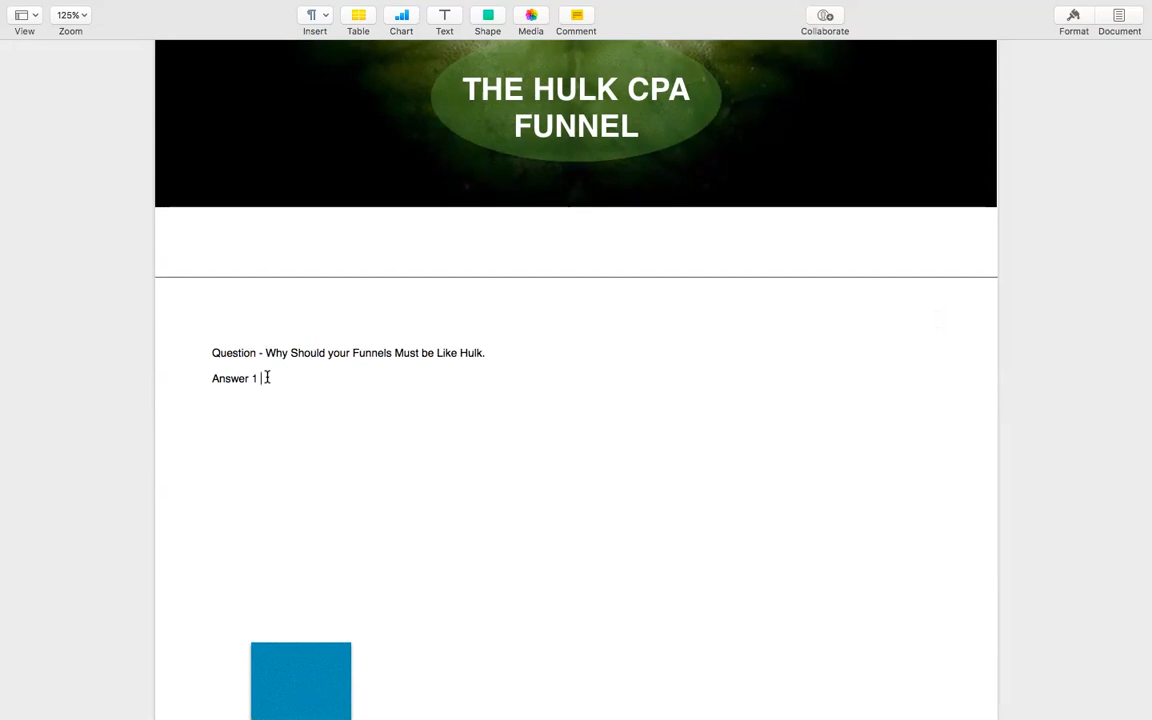 125%
View
Zoom
Insert
Table
Chart
Text
Shape
Media
Comment
Collaborate
Format
Document
THE HULK CPA
FUNNEL
Question - Why Should your Funnels Must be Like Hulk.
Answer 1